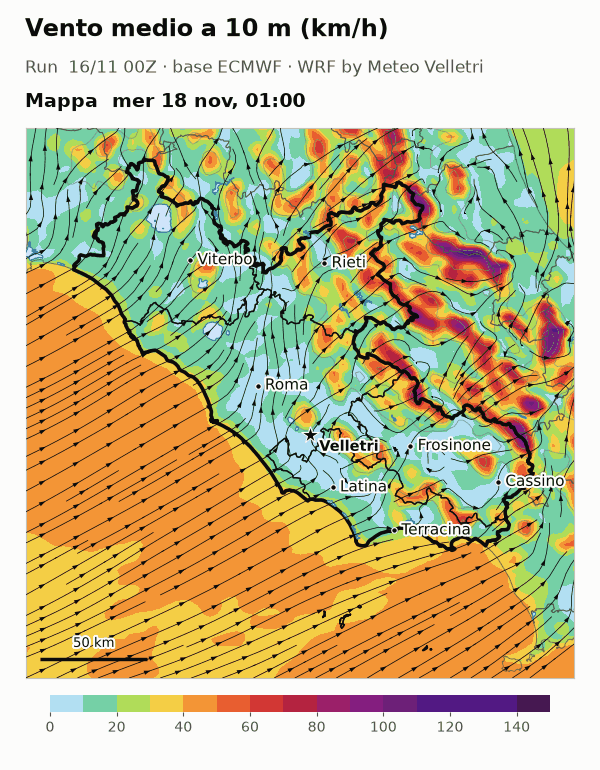 Vento medio a 10 m (km/h)
Run  16/11 00Z · base ECMWF · WRF by Meteo Velletri
Mappa  mer 18 nov, 01:00
Viterbo
Rieti
Roma
Velletri
Frosinone
Latina
Cassino
Terracina
50 km
0 20 40 60 80 100 120 140